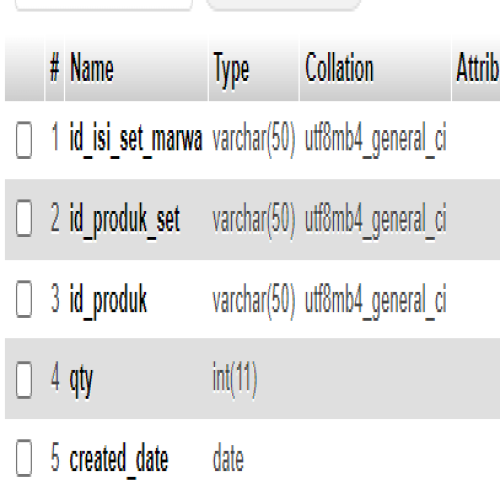 # Name Type Collation Attrib
1 id_isi_set_marwa varchar(50) utf8mb4_general_ci
2 id_produk_set varchar(50) utf8mb4_general_ci
3 id_produk varchar(50) utf8mb4_general_ci
4 qty int(11)
5 created_date date